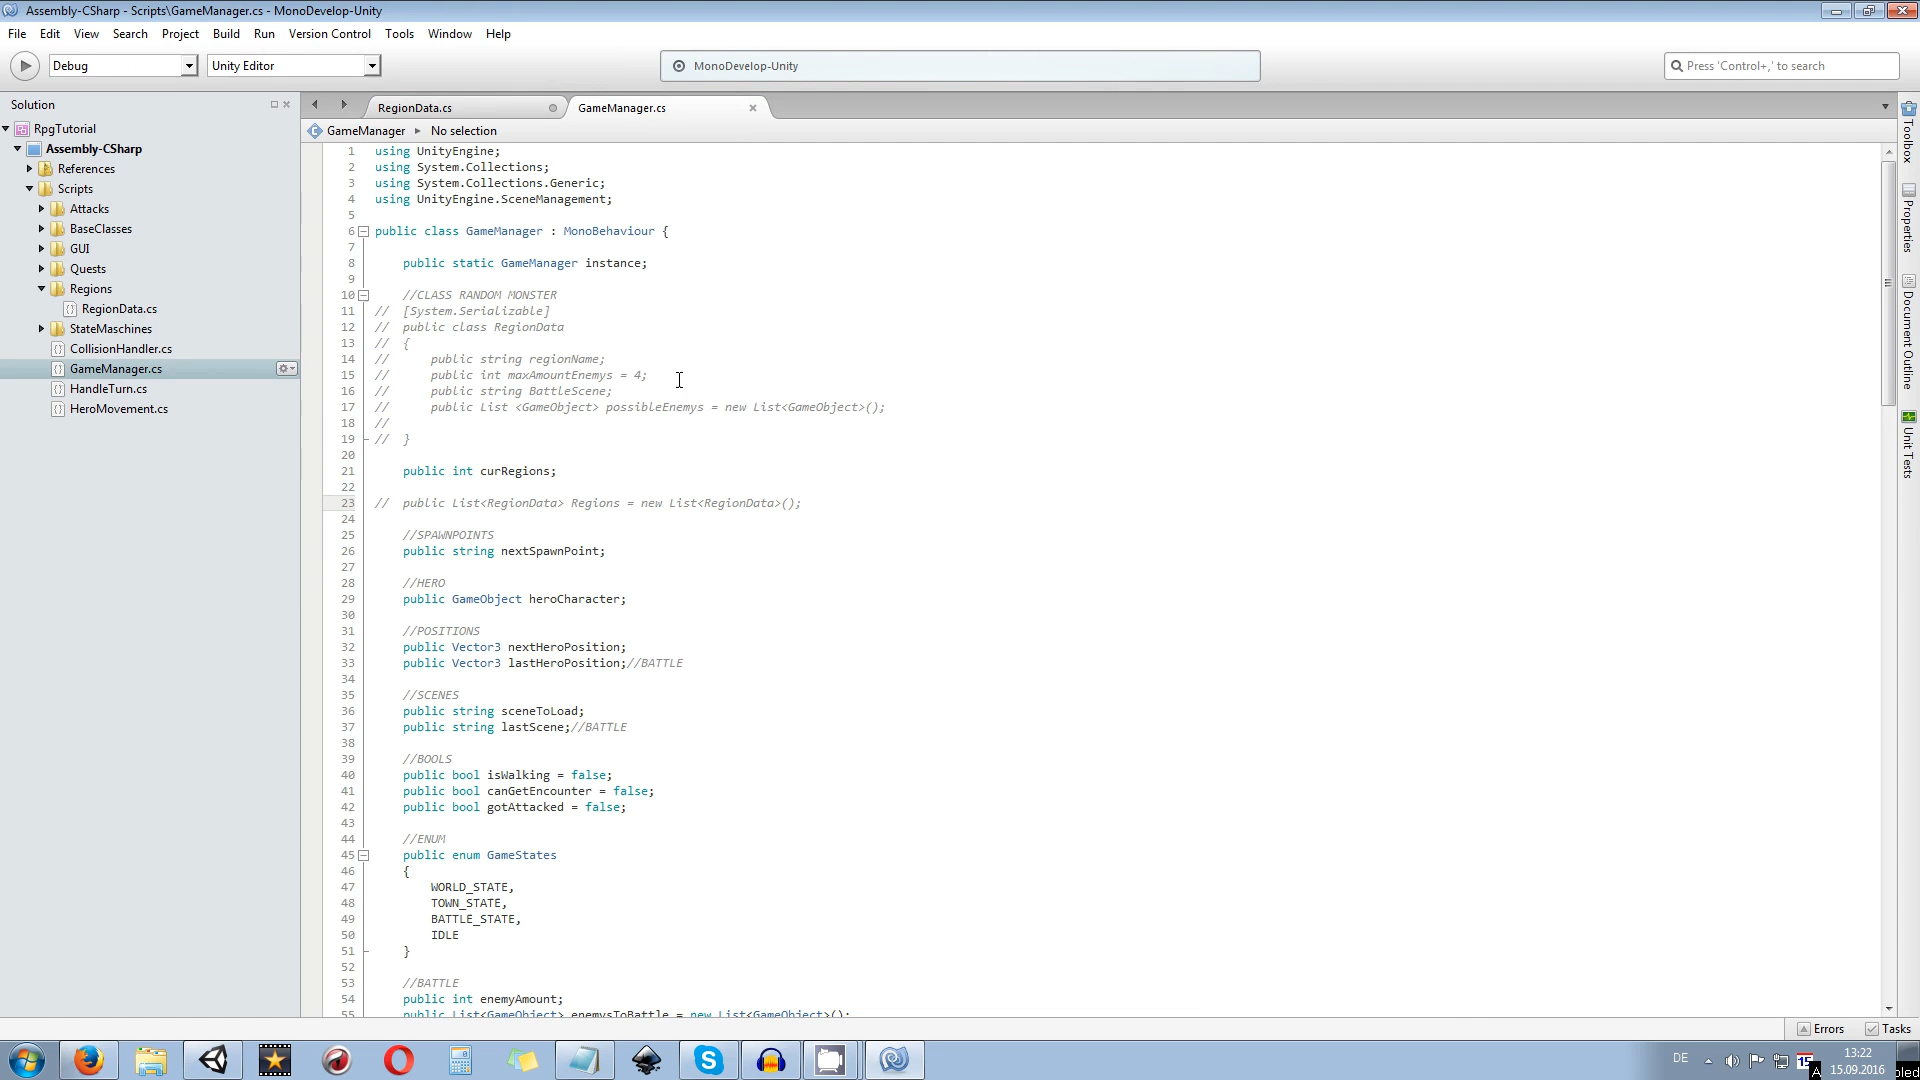 Assembly-CSharp - Scripts\GameManager.cs - MonoDevelop-Unity
File Edit View Search Project Build Run Version Control Tools Window Help
Debug Unity Editor MonoDevelop-Unity Press 'Control+,' to search
Solution
RpgTutorial
Assembly-CSharp
References
Scripts
Attacks
BaseClasses
GUI
Quests
Regions
RegionData.cs
StateMaschines
CollisionHandler.cs
GameManager.cs
HandleTurn.cs
HeroMovement.cs
RegionData.cs GameManager.cs
GameManager No selection
1 using UnityEngine;
2 using System.Collections;
3 using System.Collections.Generic;
4 using UnityEngine.SceneManagement;
5
6 public class GameManager : MonoBehaviour {
7
8 public static GameManager instance;
9
10 //CLASS RANDOM MONSTER
11 // [System.Serializable]
12 // public class RegionData
13 // {
14 // public string regionName;
15 // public int maxAmountEnemys = 4;
16 // public string BattleScene;
17 // public List <GameObject> possibleEnemys = new List<GameObject>();
18 //
19 // }
20
21 public int curRegions;
22
23 // public List<RegionData> Regions = new List<RegionData>();
24
25 //SPAWNPOINTS
26 public string nextSpawnPoint;
27
28 //HERO
29 public GameObject heroCharacter;
30
31 //POSITIONS
32 public Vector3 nextHeroPosition;
33 public Vector3 lastHeroPosition;//BATTLE
34
35 //SCENES
36 public string sceneToLoad;
37 public string lastScene;//BATTLE
38
39 //BOOLS
40 public bool isWalking = false;
41 public bool canGetEncounter = false;
42 public bool gotAttacked = false;
43
44 //ENUM
45 public enum GameStates
46 {
47 WORLD_STATE,
48 TOWN_STATE,
49 BATTLE_STATE,
50 IDLE
51 }
52
53 //BATTLE
54 public int enemyAmount;
55 public List<GameObject> enemysToBattle = new List<GameObject>();
Toolbox
Properties
Document Outline
Unit Tests
Errors Tasks
DE 15 13:22
15.09.2016